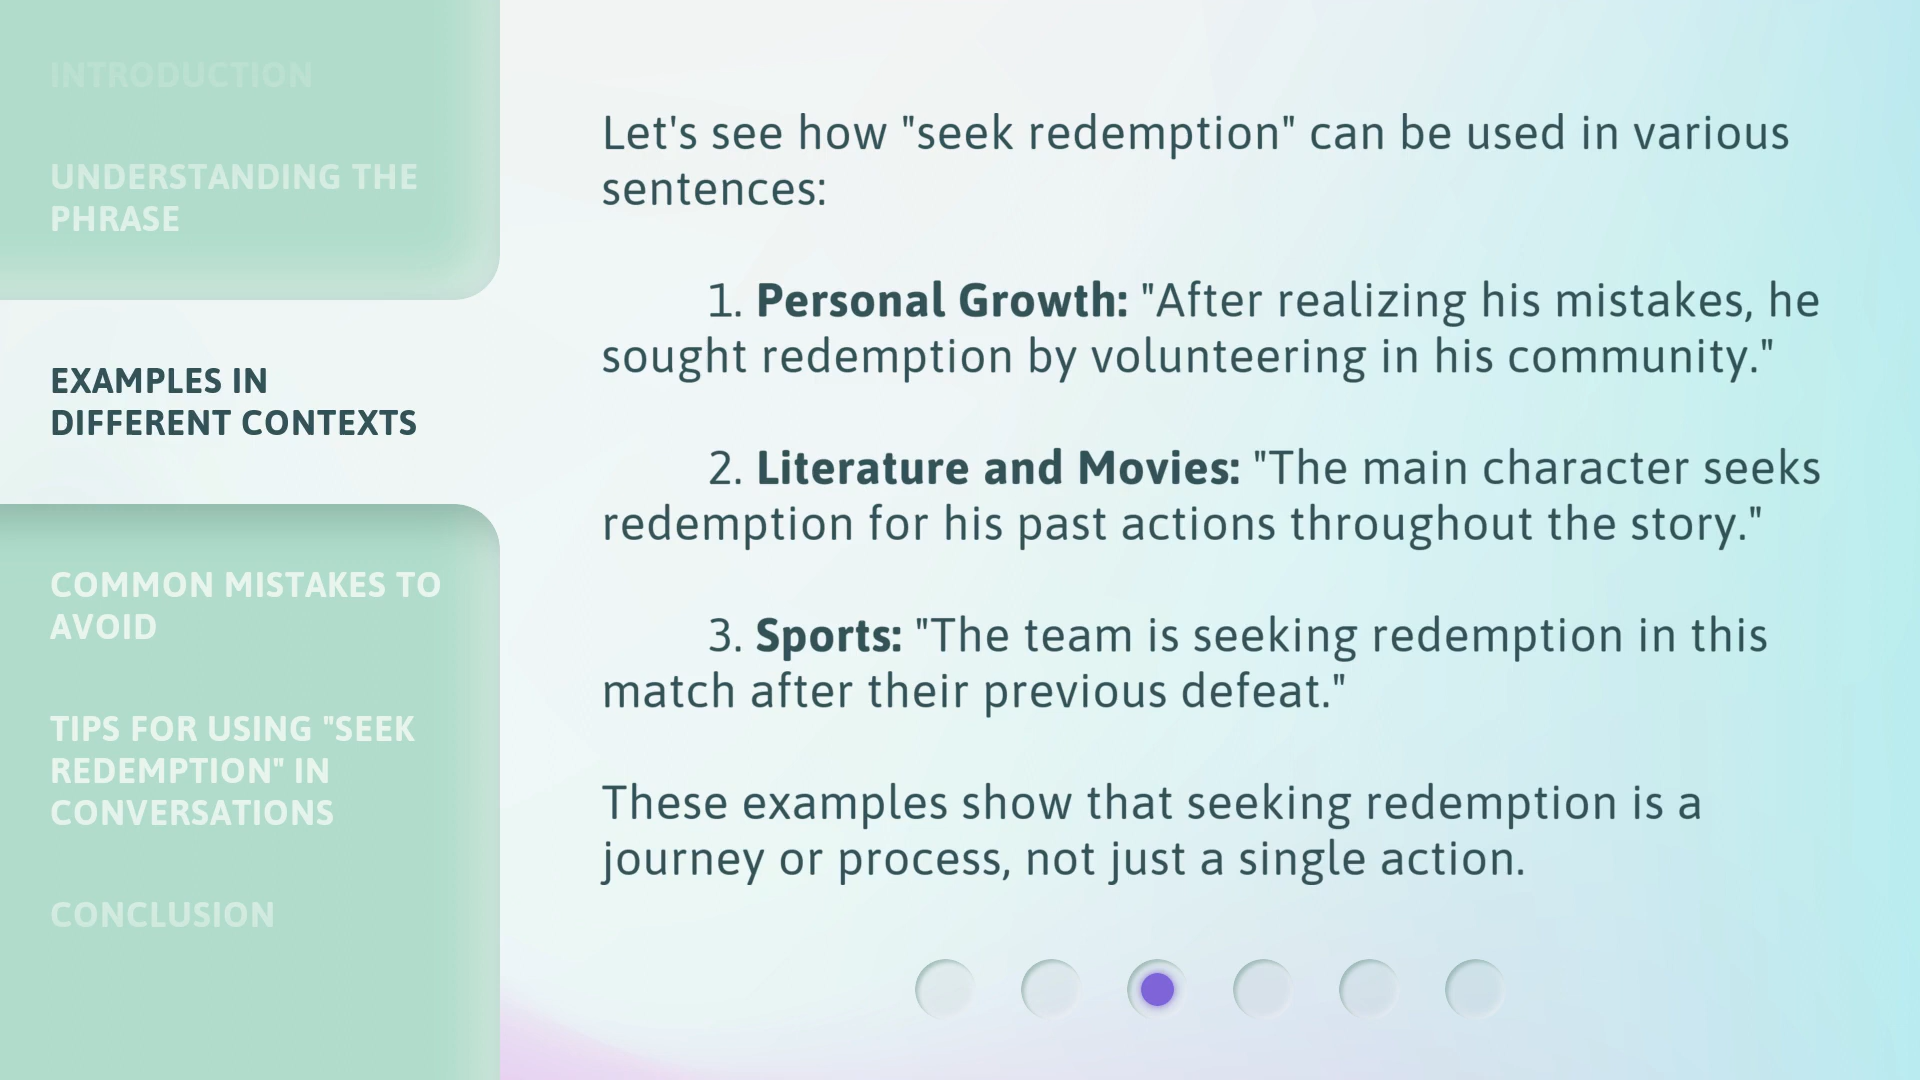 INTRODUCTION
UNDERSTANDING THE
PHRASE
EXAMPLES IN
DIFFERENT CONTEXTS
COMMON MISTAKES TO
AVOID
TIPS FOR USING "SEEK
REDEMPTION" IN
CONVERSATIONS
CONCLUSION
Let's see how "seek redemption" can be used in various
sentences:
1. Personal Growth: "After realizing his mistakes, he
sought redemption by volunteering in his community."
2. Literature and Movies: "The main character seeks
redemption for his past actions throughout the story."
3. Sports: "The team is seeking redemption in this
match after their previous defeat."
These examples show that seeking redemption is a
journey or process, not just a single action.